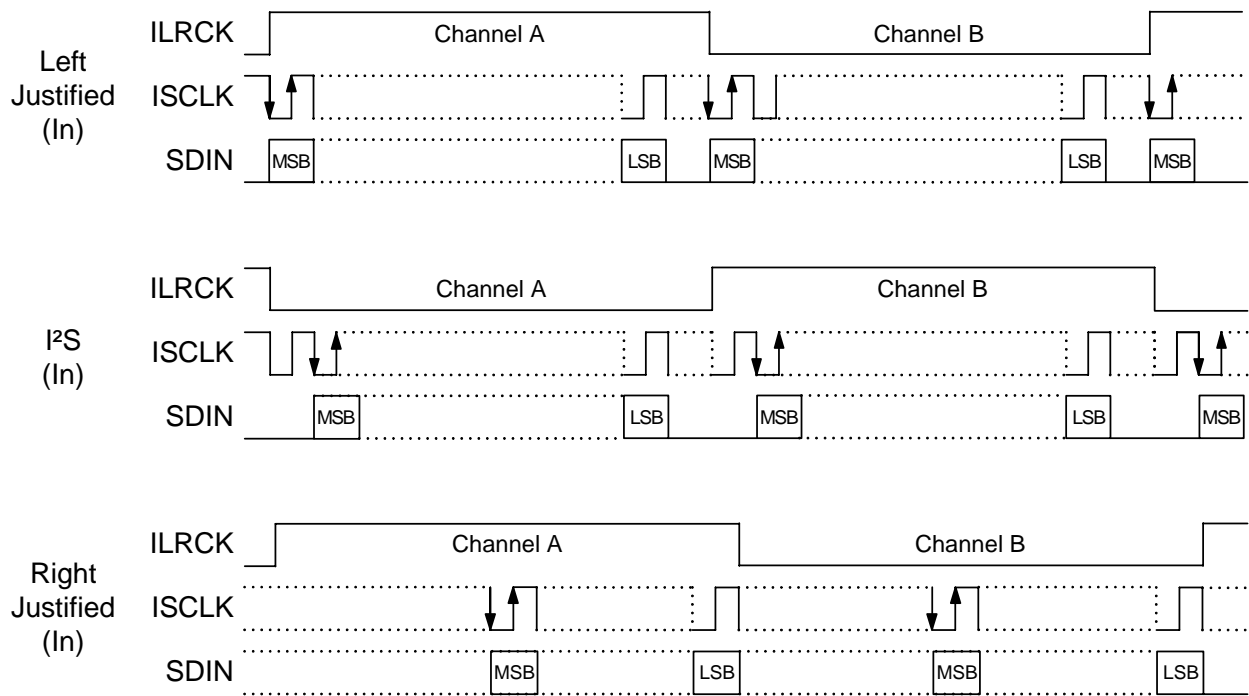 ILRCK Channel A Channel B
Left
Justified
(In)
ISCLK
SDIN MSB LSB MSB LSB MSB
ILRCK Channel A Channel B
I²S
(In)
ISCLK
SDIN MSB LSB MSB LSB MSB
ILRCK Channel A Channel B
Right
Justified
(In)
ISCLK
SDIN MSB LSB MSB LSB